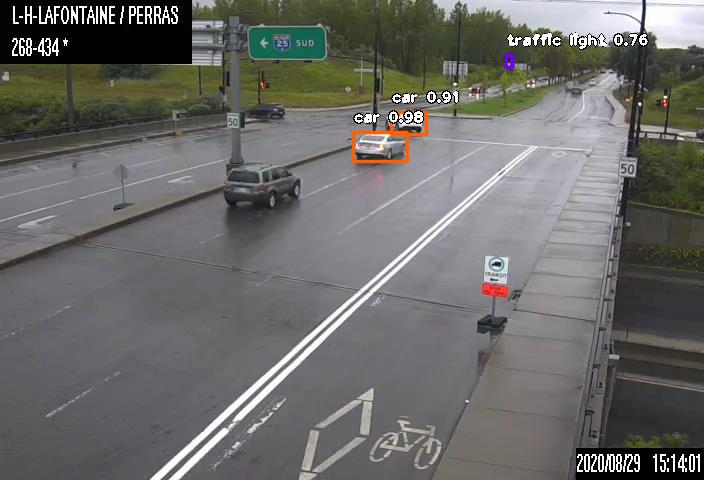 L-H-LAFONTAINE / PERRAS
268-434 *
25 SUD
traffic light 0.76
car 0.91
car 0.98
50
50
TRANSIT
2020/08/29 15:14:01